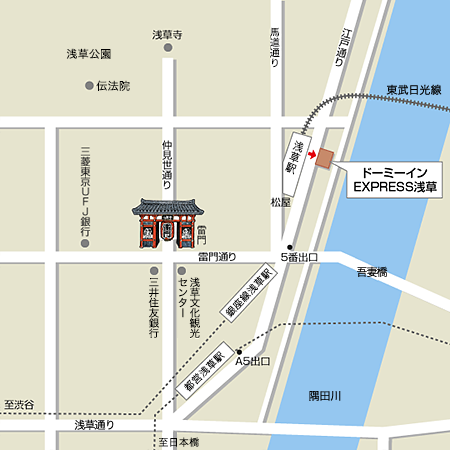 浅草寺
浅草公園
伝法院
馬道通り
江戸通り
東武日光線
浅草駅
ドーミーイン
EXPRESS浅草
三菱東京UFJ銀行
仲見世通り
松屋
雷門
雷門通り
5番出口
吾妻橋
三井住友銀行
浅草文化観光
センター
銀座線浅草駅
都営浅草駅
A5出口
隅田川
至渋谷
浅草通り
至日本橋